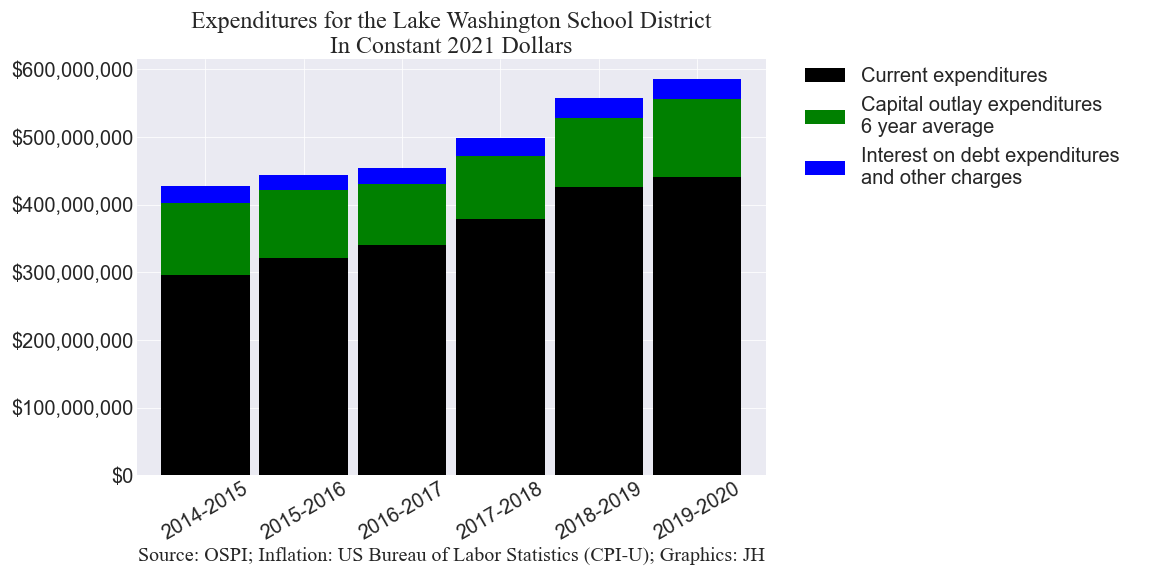 Expenditures for the Lake Washington School District
In Constant 2021 Dollars
$600,000,000
$500,000,000
$400,000,000
$300,000,000
$200,000,000
$100,000,000
$0
2014-2015
2015-2016
2016-2017
2017-2018
2018-2019
2019-2020
Current expenditures
Capital outlay expenditures
6 year average
Interest on debt expenditures
and other charges
Source: OSPI; Inflation: US Bureau of Labor Statistics (CPI-U); Graphics: JH